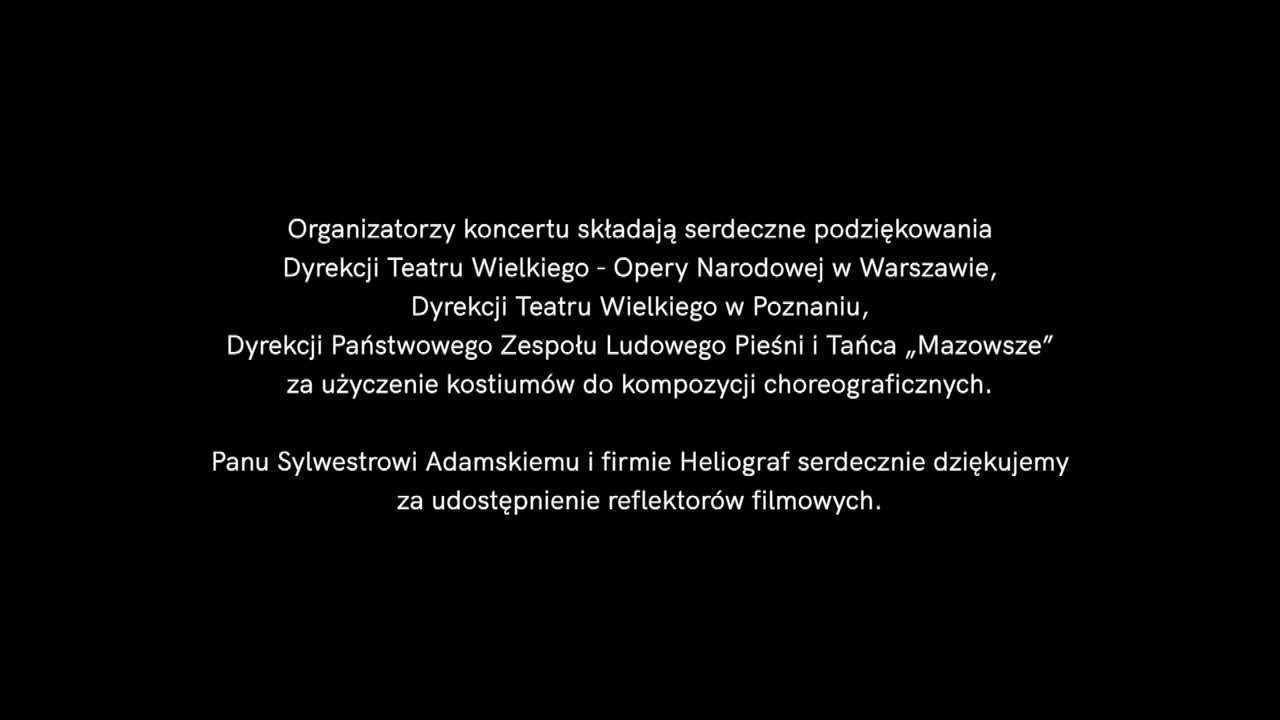 Organizatorzy koncertu składają serdeczne podziękowania
Dyrekcji Teatru Wielkiego - Opery Narodowej w Warszawie,
Dyrekcji Teatru Wielkiego w Poznaniu,
Dyrekcji Państwowego Zespołu Ludowego Pieśni i Tańca „Mazowsze”
za użyczenie kostiumów do kompozycji choreograficznych.
Panu Sylwestrowi Adamskiemu i firmie Heliograf serdecznie dziękujemy
za udostępnienie reflektorów filmowych.